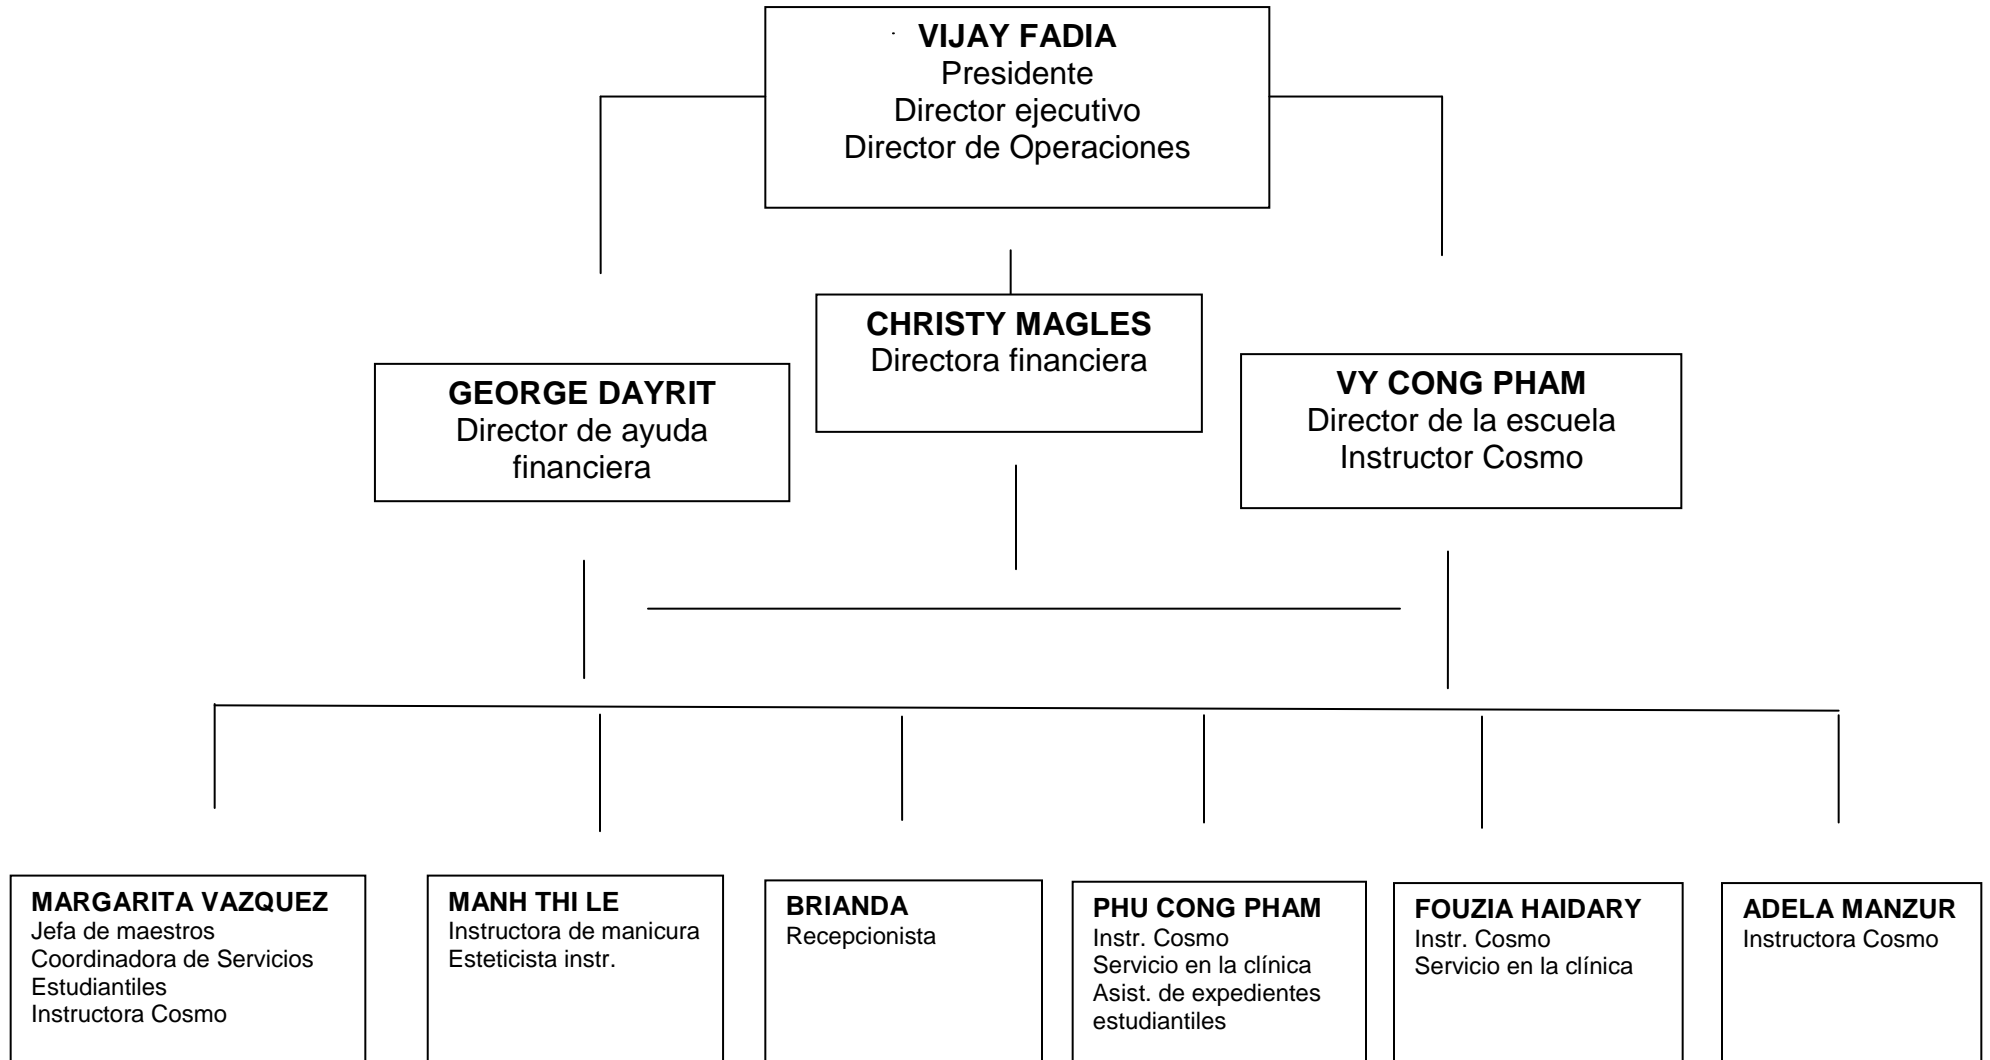 VIJAY FADIA
Presidente
Director ejecutivo
Director de Operaciones
CHRISTY MAGLES
Directora financiera
GEORGE DAYRIT
Director de ayuda
financiera
VY CONG PHAM
Director de la escuela
Instructor Cosmo
MARGARITA VAZQUEZ
Jefa de maestros
Coordinadora de Servicios
Estudiantiles
Instructora Cosmo
MANH THI LE
Instructora de manicura
Esteticista instr.
BRIANDA
Recepcionista
PHU CONG PHAM
Instr. Cosmo
Servicio en la clínica
Asist. de expedientes
estudiantiles
FOUZIA HAIDARY
Instr. Cosmo
Servicio en la clínica
ADELA MANZUR
Instructora Cosmo